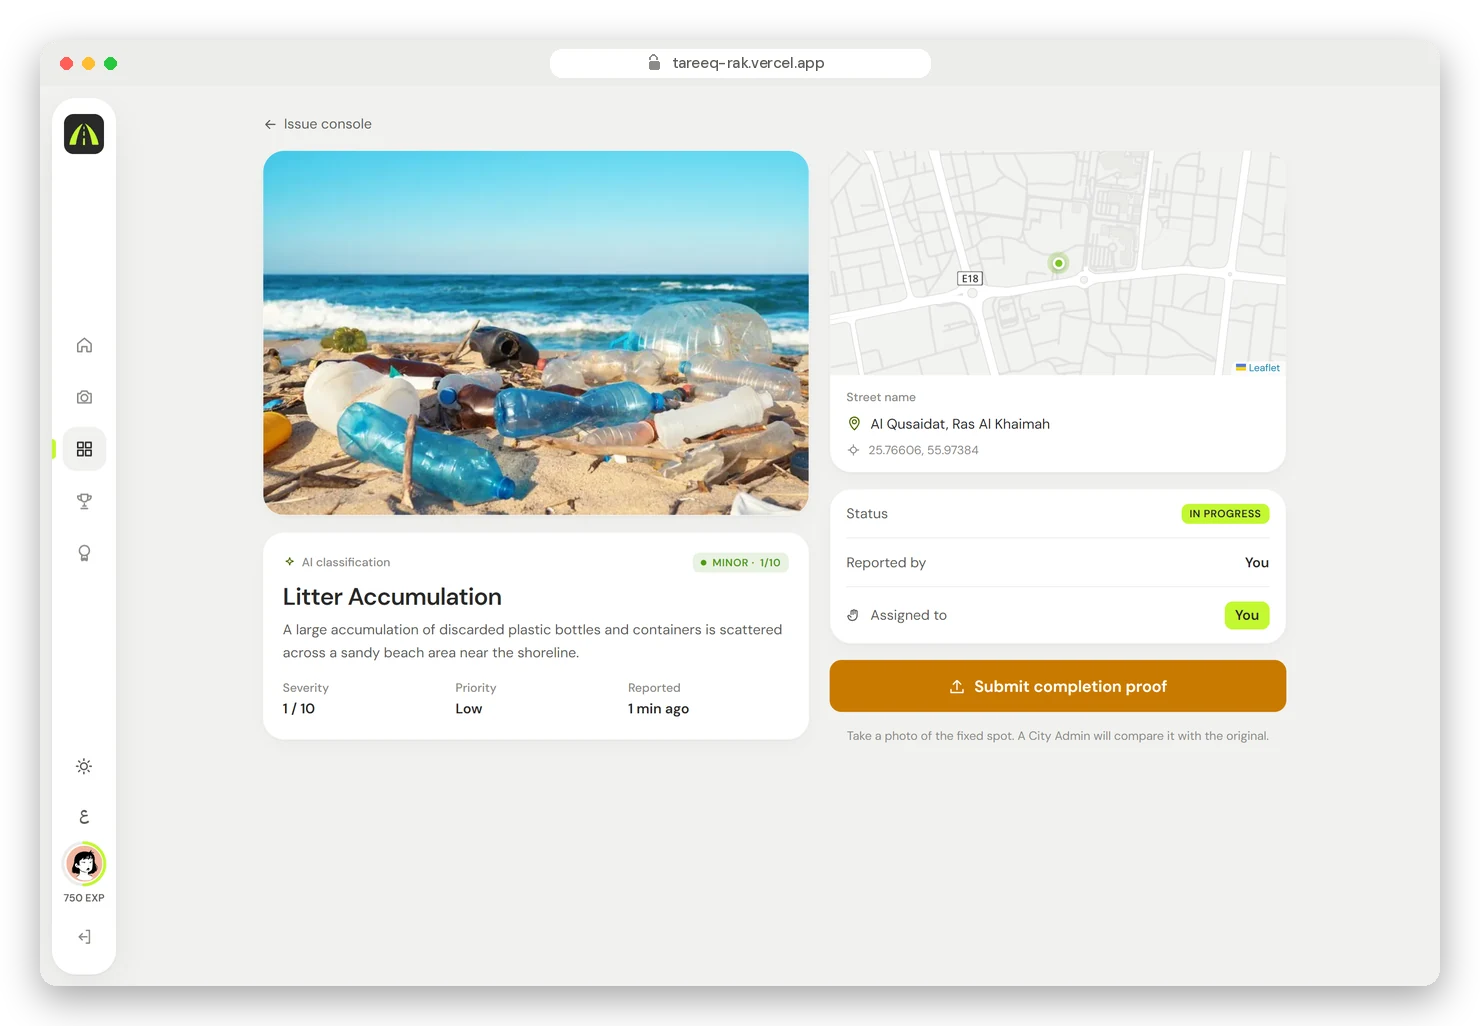 tareeq-rak.vercel.app
Issue console
E18
Leaflet
Street name
Al Qusaidat, Ras Al Khaimah
25.76606, 55.97384
AI classification
MINOR · 1/10
Litter Accumulation
A large accumulation of discarded plastic bottles and containers is scattered
across a sandy beach area near the shoreline.
Severity
1 / 10
Priority
Low
Reported
1 min ago
Status
IN PROGRESS
Reported by
You
Assigned to
You
Submit completion proof
Take a photo of the fixed spot. A City Admin will compare it with the original.
ع
750 EXP